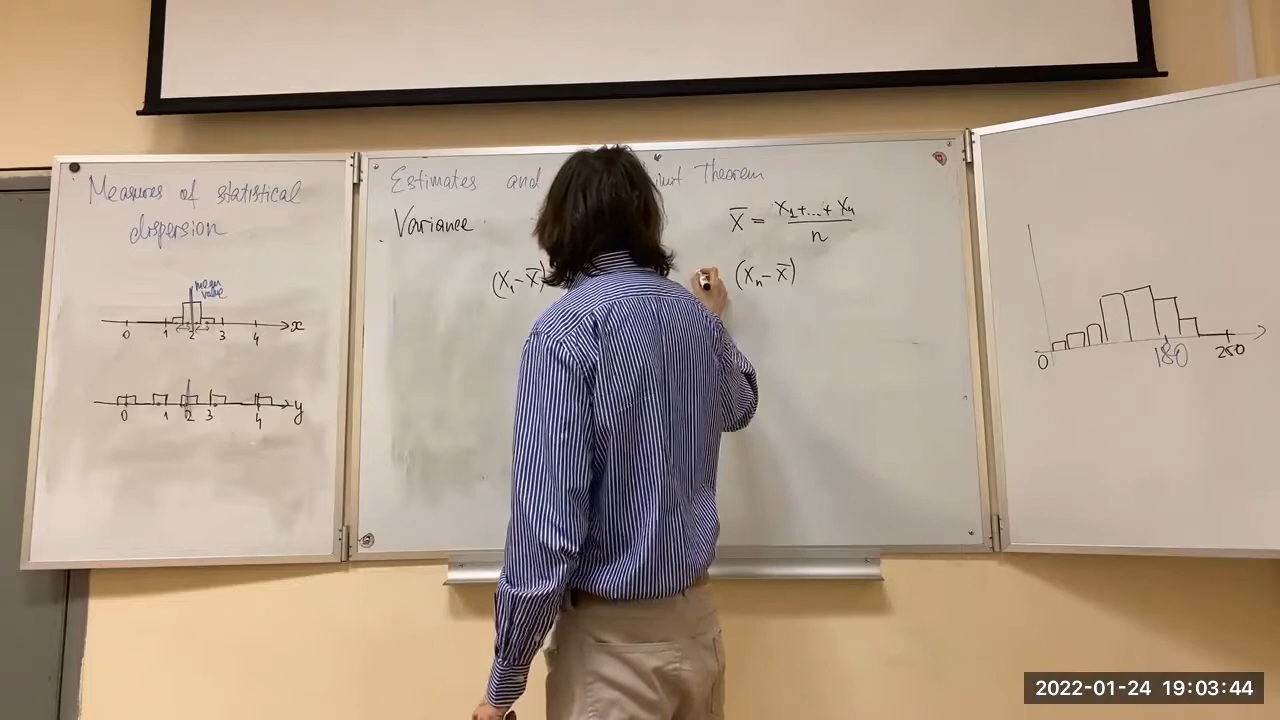 Measures of statistical
dispersion
mean
value
0 1 2 3 4 x
0 1 2 3 4 y
Estimates and Theorem
Variance
X̄ = X₁+...+Xₙ
n
(X₁-X̄) (Xₙ-X̄)
0 180 250
2022-01-24 19:03:44